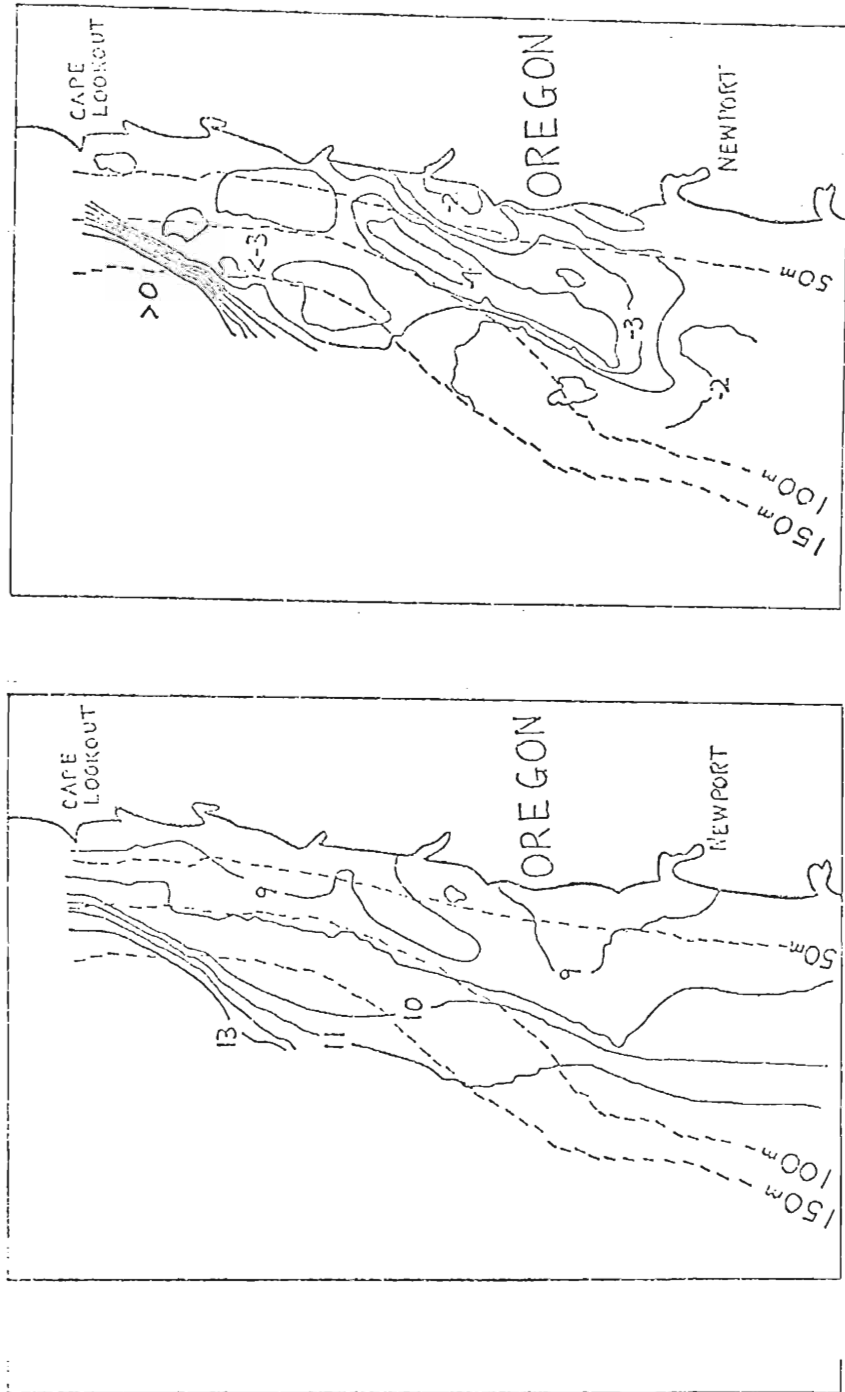 CAPE
LOOKOUT
>0
<-3
-2
OREGON
NEWPORT
50m
-3
-2
100m
150m
CAPE
LOOKOUT
9
13
11
10
OREGON
9
NEWPORT
50m
100m
150m